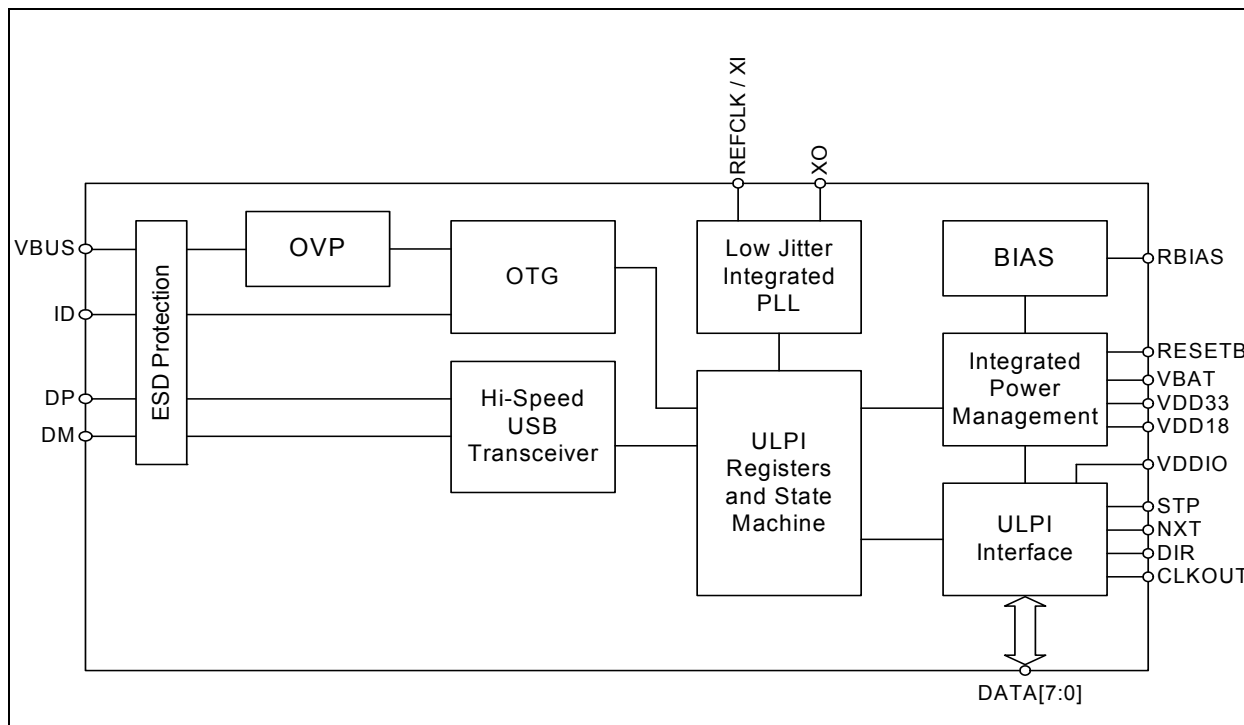 REFCLK / XI
XO
VBUS
ID
DP
DM
ESD Protection
OVP
OTG
Hi-Speed
USB
Transceiver
Low Jitter
Integrated
PLL
ULPI
Registers
and State
Machine
BIAS
Integrated
Power
Management
ULPI
Interface
RBIAS
RESETB
VBAT
VDD33
VDD18
VDDIO
STP
NXT
DIR
CLKOUT
DATA[7:0]